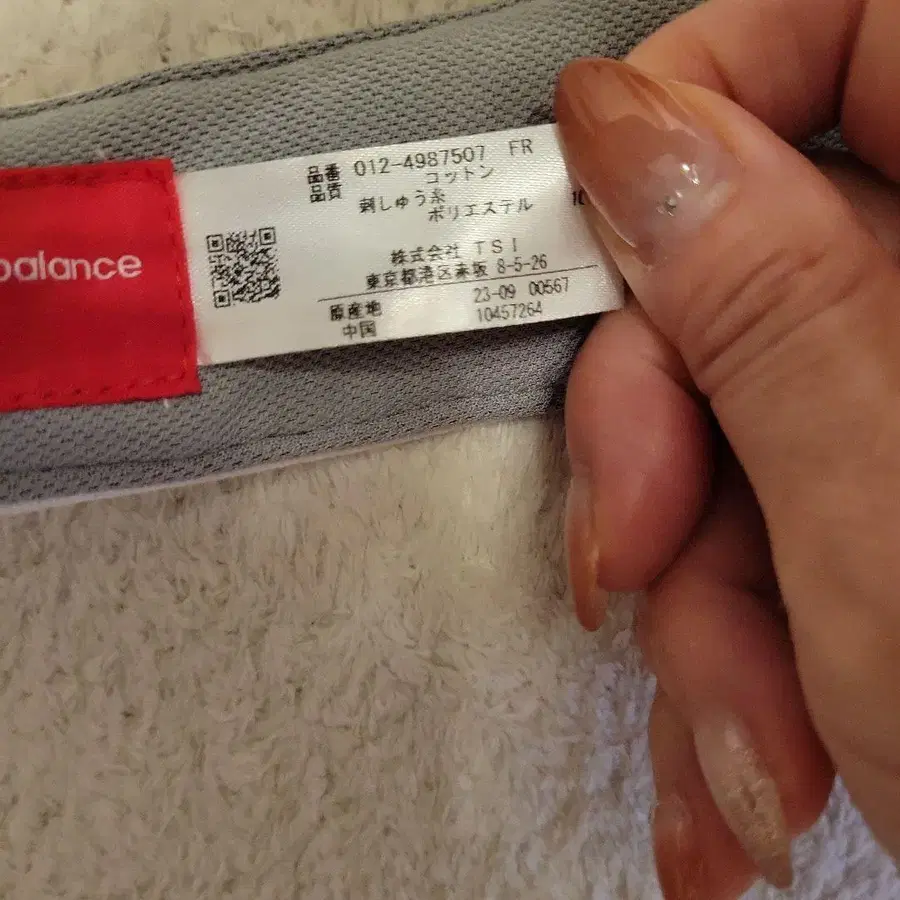 balance
品番 012-4987507 FR
品質 コットン
刺しゅう糸
ポリエステル
株式会社 TSI
東京都港区赤坂 8-5-26
原産地 23-09 00567
中国 10457264